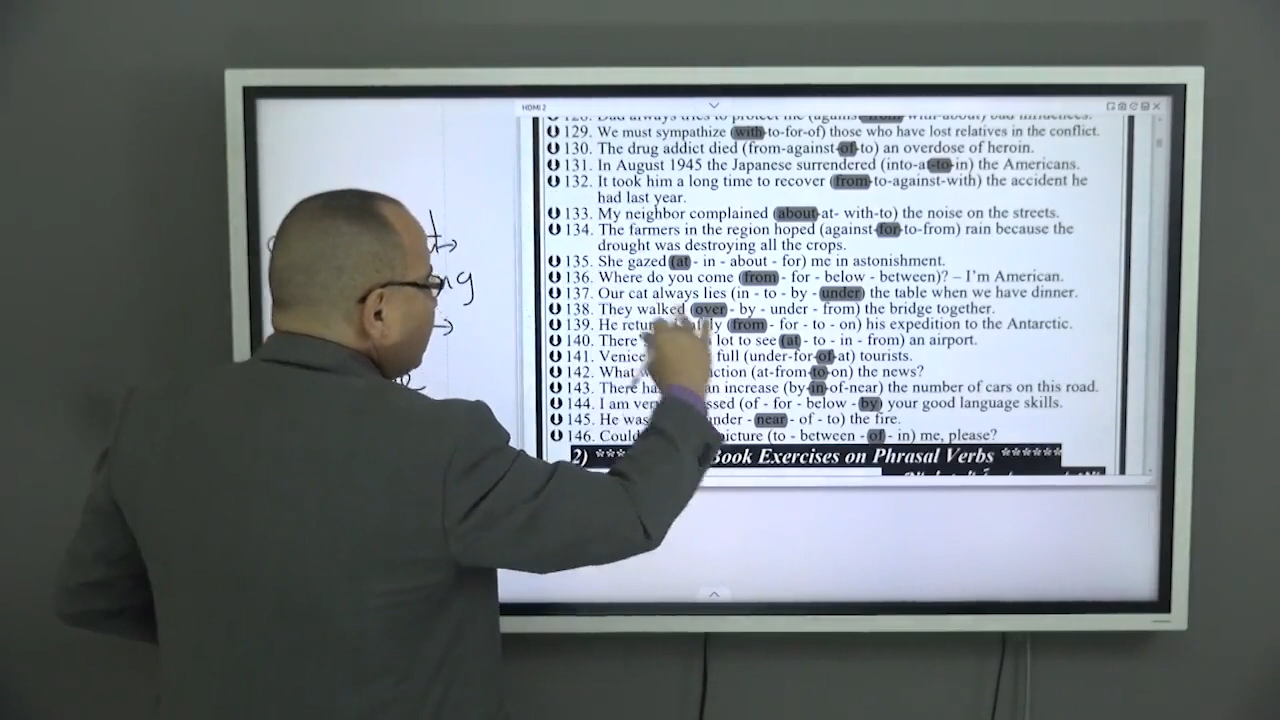 HDMI 2
129. We must sympathize (with-to-for-of) those who have lost relatives in the conflict.
130. The drug addict died (from-against-of-to) an overdose of heroin.
131. In August 1945 the Japanese surrendered (into-at-to-in) the Americans.
132. It took him a long time to recover (from-to-against-with) the accident he
had last year.
133. My neighbor complained (about-at- with-to) the noise on the streets.
134. The farmers in the region hoped (against-for-to-from) rain because the
drought was destroying all the crops.
135. She gazed (at - in - about - for) me in astonishment.
136. Where do you come (from - for - below - between)? – I’m American.
137. Our cat always lies (in - to - by - under) the table when we have dinner.
138. They walked (over - by - under - from) the bridge together.
139. He (from - for - to - on) his expedition to the Antarctic.
140. There lot to see (at - to - in - from) an airport.
141. Venice full (under-for-of-at) tourists.
142. What (at-from-to-on) the news?
143. There an increase (by-in-of-near) the number of cars on this road.
144. I am (of - for - below - by) your good language skills.
145. He was near - of - to) the fire.
146. Could (to - between - of - in) me, please?
2) *** Book Exercises on Phrasal Verbs ******